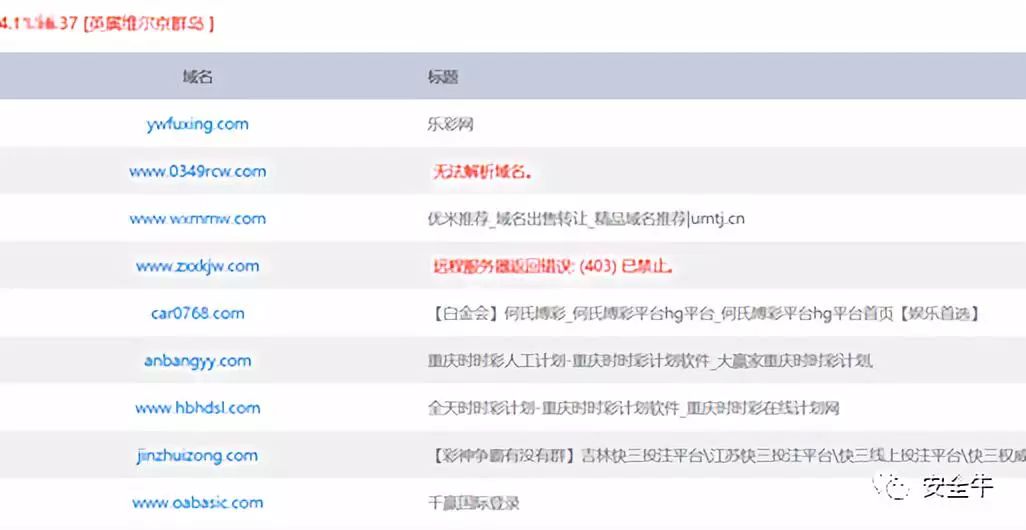 .37 [英属维尔京群岛]
域名 标题
ywfuxing.com 乐彩网
www.0349rcw.com 无法解析域名。
www.wxmmw.com 优米推荐_域名出售转让_精品域名推荐|umtj.cn
www.zxxkjw.com 远程服务器返回错误: (403) 已禁止。
car0768.com 【白金会】何氏博彩_何氏博彩平台hg平台_何氏博彩平台hg平台首页【娱乐首选】
anbangyy.com 重庆时时彩人工计划-重庆时时彩计划软件_大赢家重庆时时彩计划,
www.hbhdsl.com 全天时时彩计划-重庆时时彩计划软件_重庆时时彩在线计划网
jinzhuizong.com 【彩神争霸有没有群】吉林快三投注平台\江苏快三投注平台\快三线上投注平台\快三权威
www.oabasic.com 千赢国际登录
安全牛